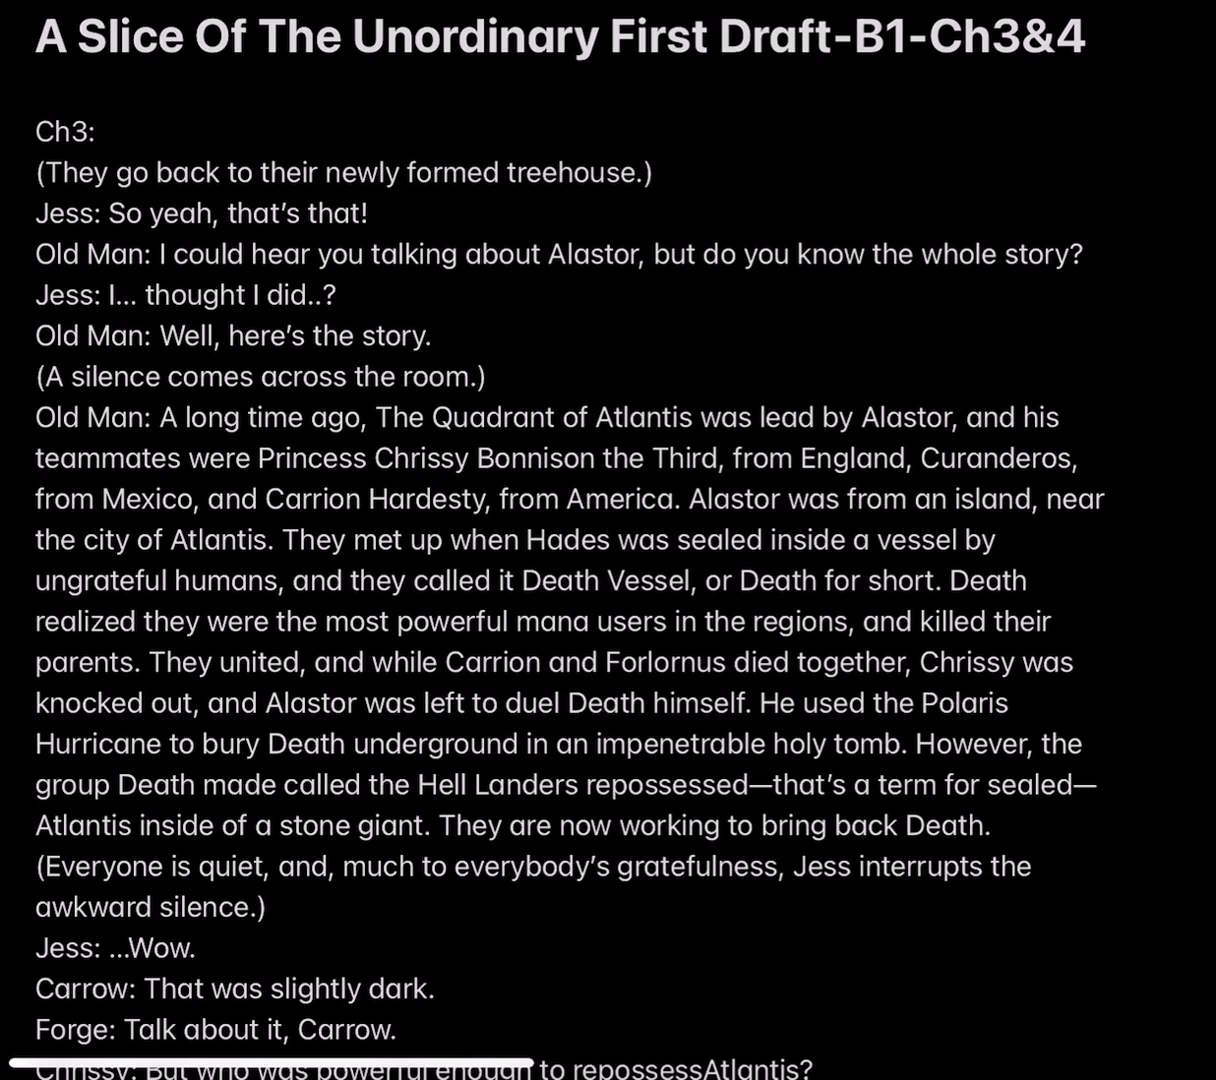 A Slice Of The Unordinary First Draft-B1-Ch3&4
Ch3:
(They go back to their newly formed treehouse.)
Jess: So yeah, that’s that!
Old Man: I could hear you talking about Alastor, but do you know the whole story?
Jess: I... thought I did..?
Old Man: Well, here’s the story.
(A silence comes across the room.)
Old Man: A long time ago, The Quadrant of Atlantis was lead by Alastor, and his
teammates were Princess Chrissy Bonnison the Third, from England, Curanderos,
from Mexico, and Carrion Hardesty, from America. Alastor was from an island, near
the city of Atlantis. They met up when Hades was sealed inside a vessel by
ungrateful humans, and they called it Death Vessel, or Death for short. Death
realized they were the most powerful mana users in the regions, and killed their
parents. They united, and while Carrion and Forlornus died together, Chrissy was
knocked out, and Alastor was left to duel Death himself. He used the Polaris
Hurricane to bury Death underground in an impenetrable holy tomb. However, the
group Death made called the Hell Landers repossessed—that’s a term for sealed—
Atlantis inside of a stone giant. They are now working to bring back Death.
(Everyone is quiet, and, much to everybody’s gratefulness, Jess interrupts the
awkward silence.)
Jess: ...Wow.
Carrow: That was slightly dark.
Forge: Talk about it, Carrow.
Chrissy: But who was powerful enough to repossessAtlantis?